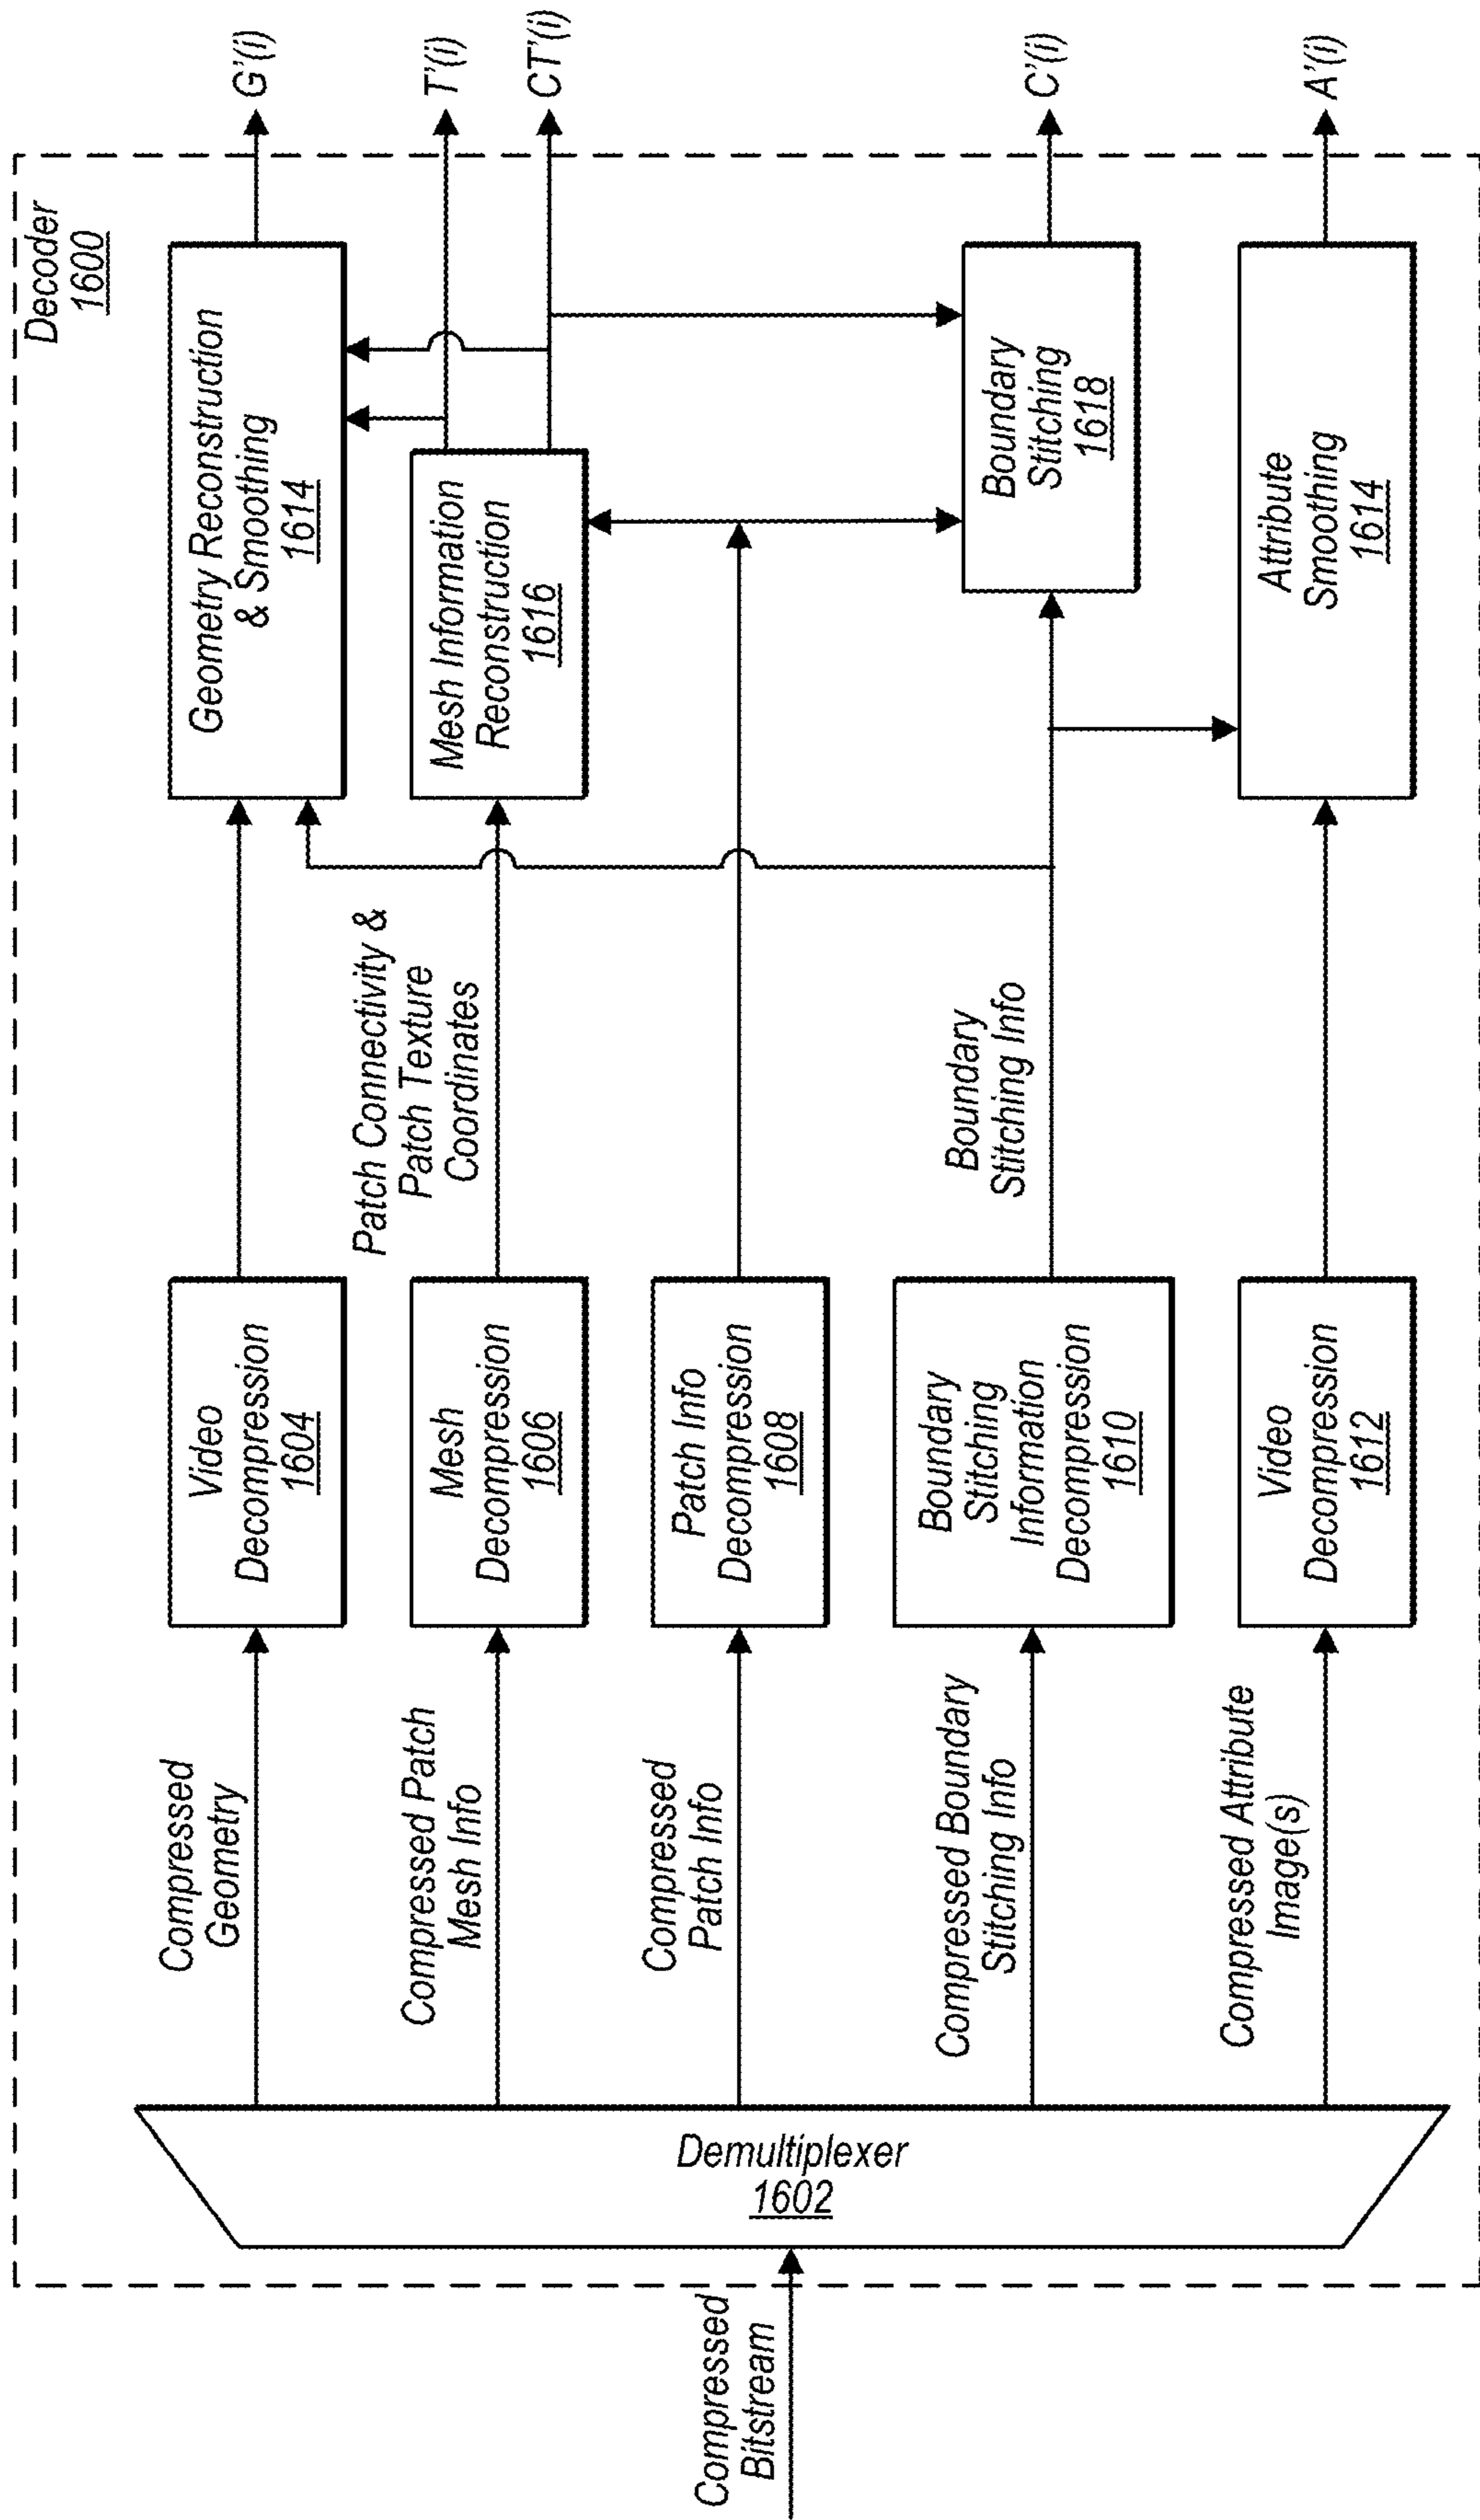 Decoder
1600
Compressed
Bitstream
Demultiplexer
1602
Compressed
Geometry
Compressed Patch
Mesh Info
Compressed
Patch Info
Compressed Boundary
Stitching Info
Compressed Attribute
Image(s)
Video
Decompression
1604
Mesh
Decompression
1606
Patch Info
Decompression
1608
Boundary
Stitching
Information
Decompression
1610
Video
Decompression
1612
Patch Connectivity &
Patch Texture
Coordinates
Boundary
Stitching Info
Geometry Reconstruction
& Smoothing
1614
Mesh Information
Reconstruction
1616
Boundary
Stitching
1618
Attribute
Smoothing
1614
G'(i)
T'(i)
CT'(i)
C'(i)
A'(i)